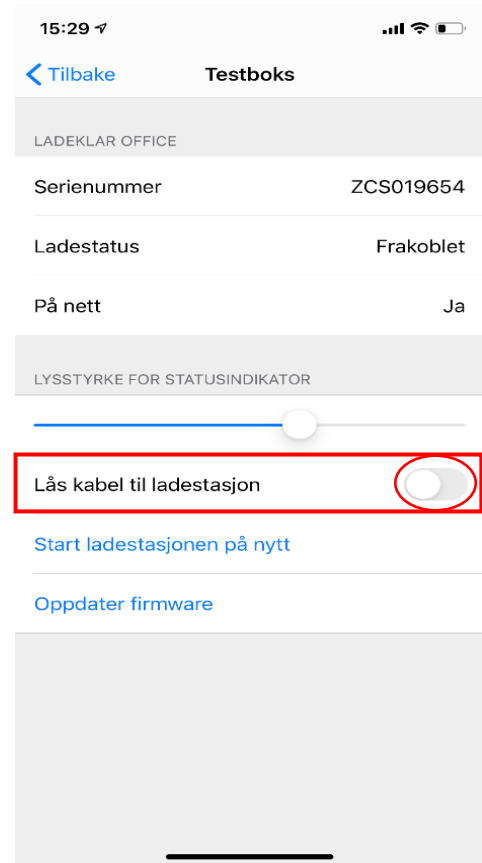 15:29
Tilbake Testboks
LADEKLAR OFFICE
Serienummer ZCS019654
Ladestatus Frakoblet
På nett Ja
LYSSTYRKE FOR STATUSINDIKATOR
Lås kabel til ladestasjon
Start ladestasjonen på nytt
Oppdater firmware